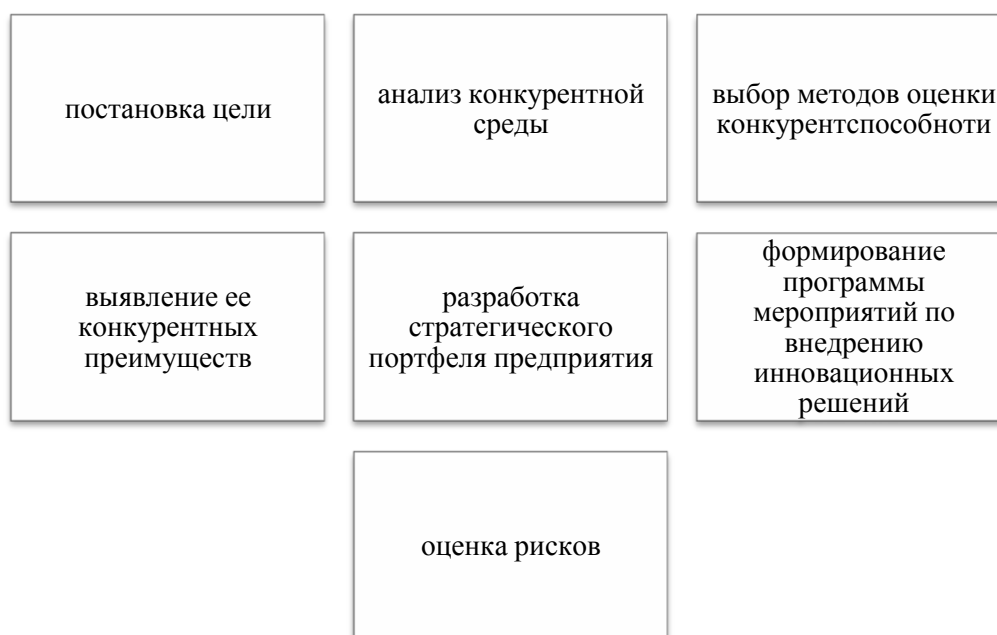 постановка цели
анализ конкурентной
среды
выбор методов оценки
конкурентспособноти
выявление ее
конкурентных
преимуществ
разработка
стратегического
портфеля предприятия
формирование
программы
мероприятий по
внедрению
инновационных
решений
оценка рисков